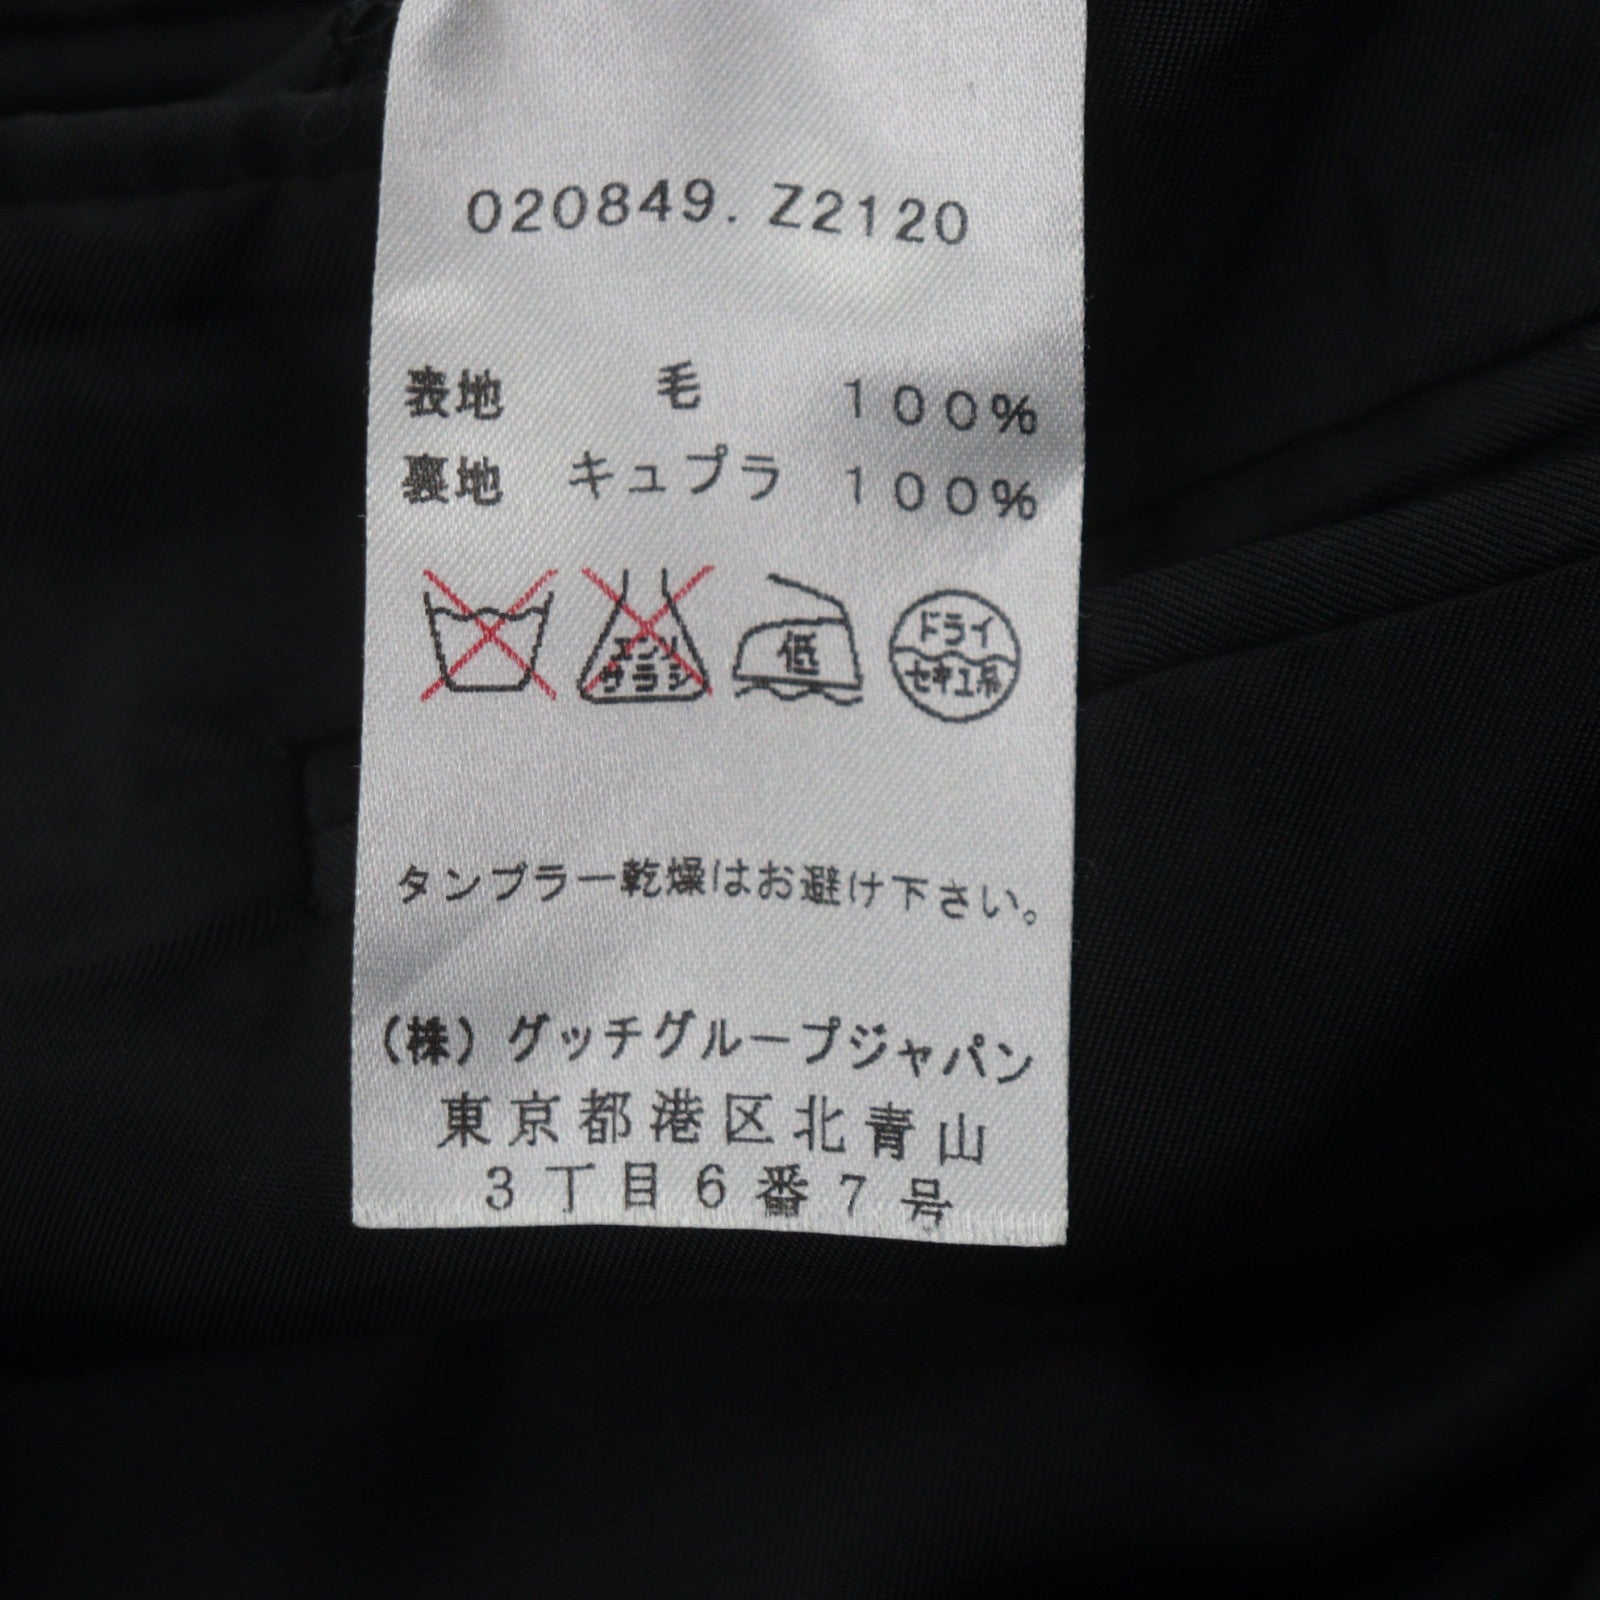 020849. Z2120
表地 毛 100%
裏地 キュプラ 100%
エンソ サラシ 低 ドライ セキユ系
タンブラー乾燥はお避け下さい。
(株)グッチグループジャパン
東京都港区北青山
3丁目6番7号